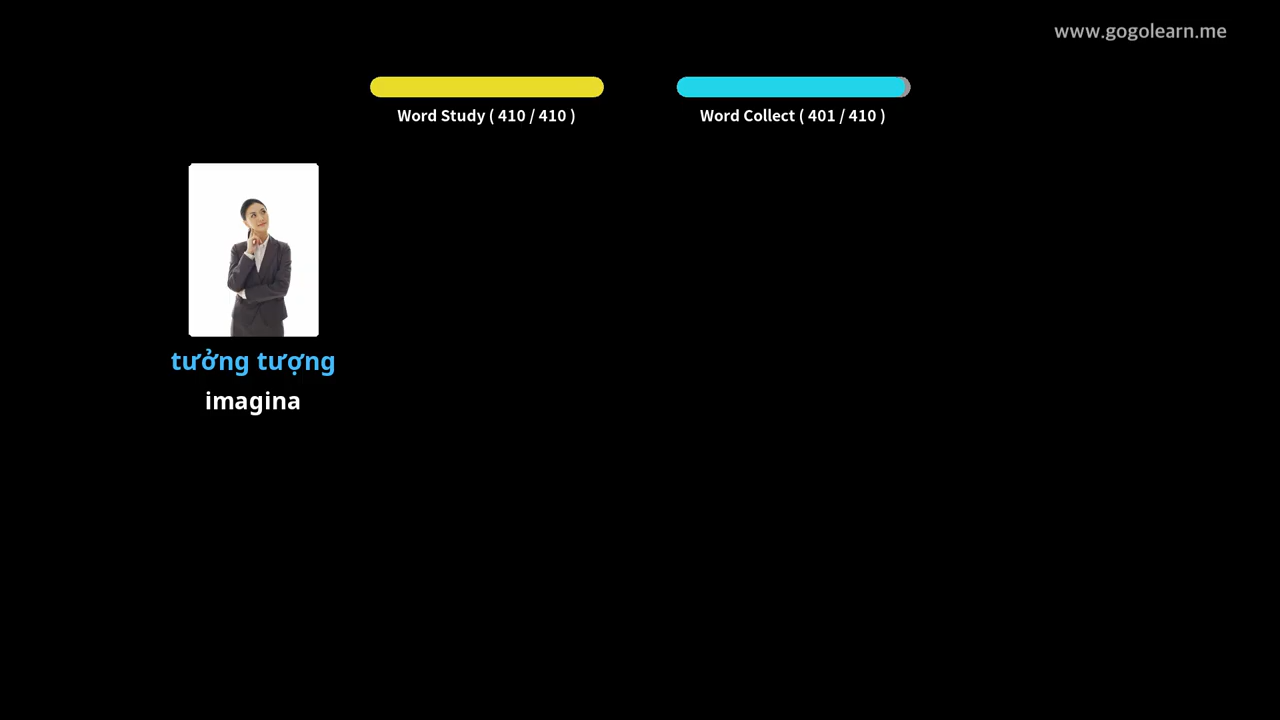 www.gogolearn.me
Word Study ( 410 / 410 )
Word Collect ( 401 / 410 )
tưởng tượng
imagina